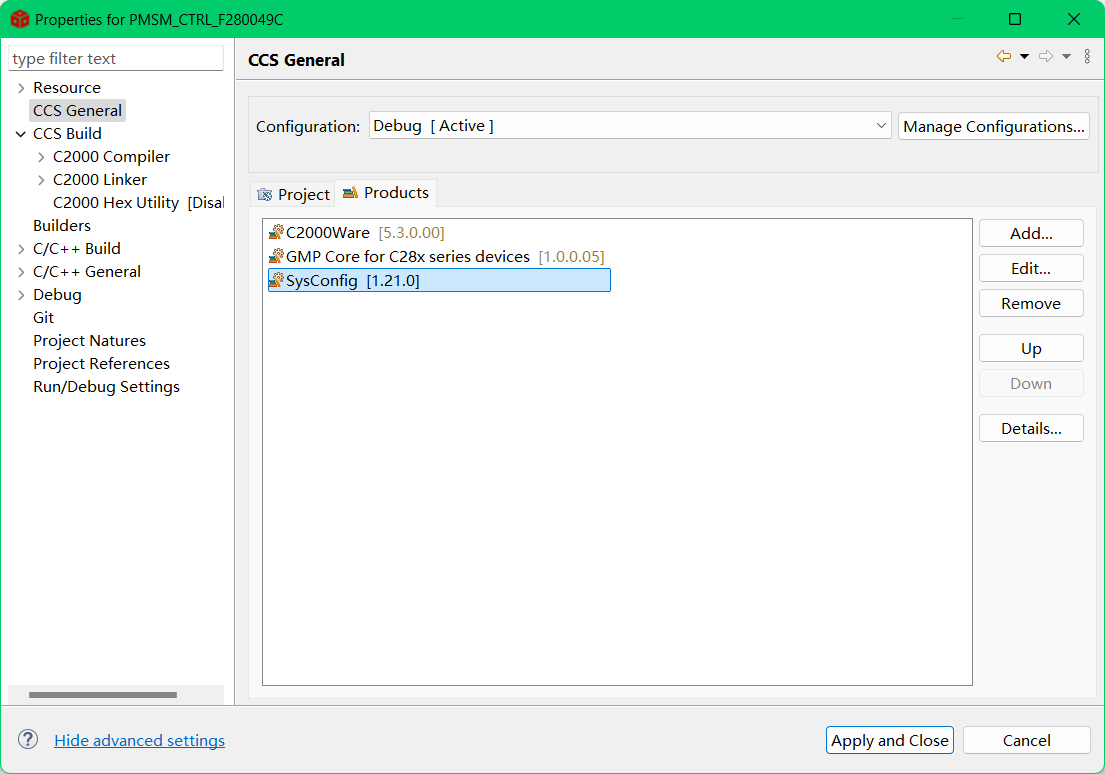 Properties for PMSM_CTRL_F280049C
type filter text
CCS General
Resource
CCS General
CCS Build
C2000 Compiler
C2000 Linker
C2000 Hex Utility [Disal
Builders
C/C++ Build
C/C++ General
Debug
Git
Project Natures
Project References
Run/Debug Settings
Configuration: Debug [ Active ] Manage Configurations...
Project Products
C2000Ware [5.3.0.00]
GMP Core for C28x series devices [1.0.0.05]
SysConfig [1.21.0]
Add...
Edit...
Remove
Up
Down
Details...
Hide advanced settings
Apply and Close Cancel